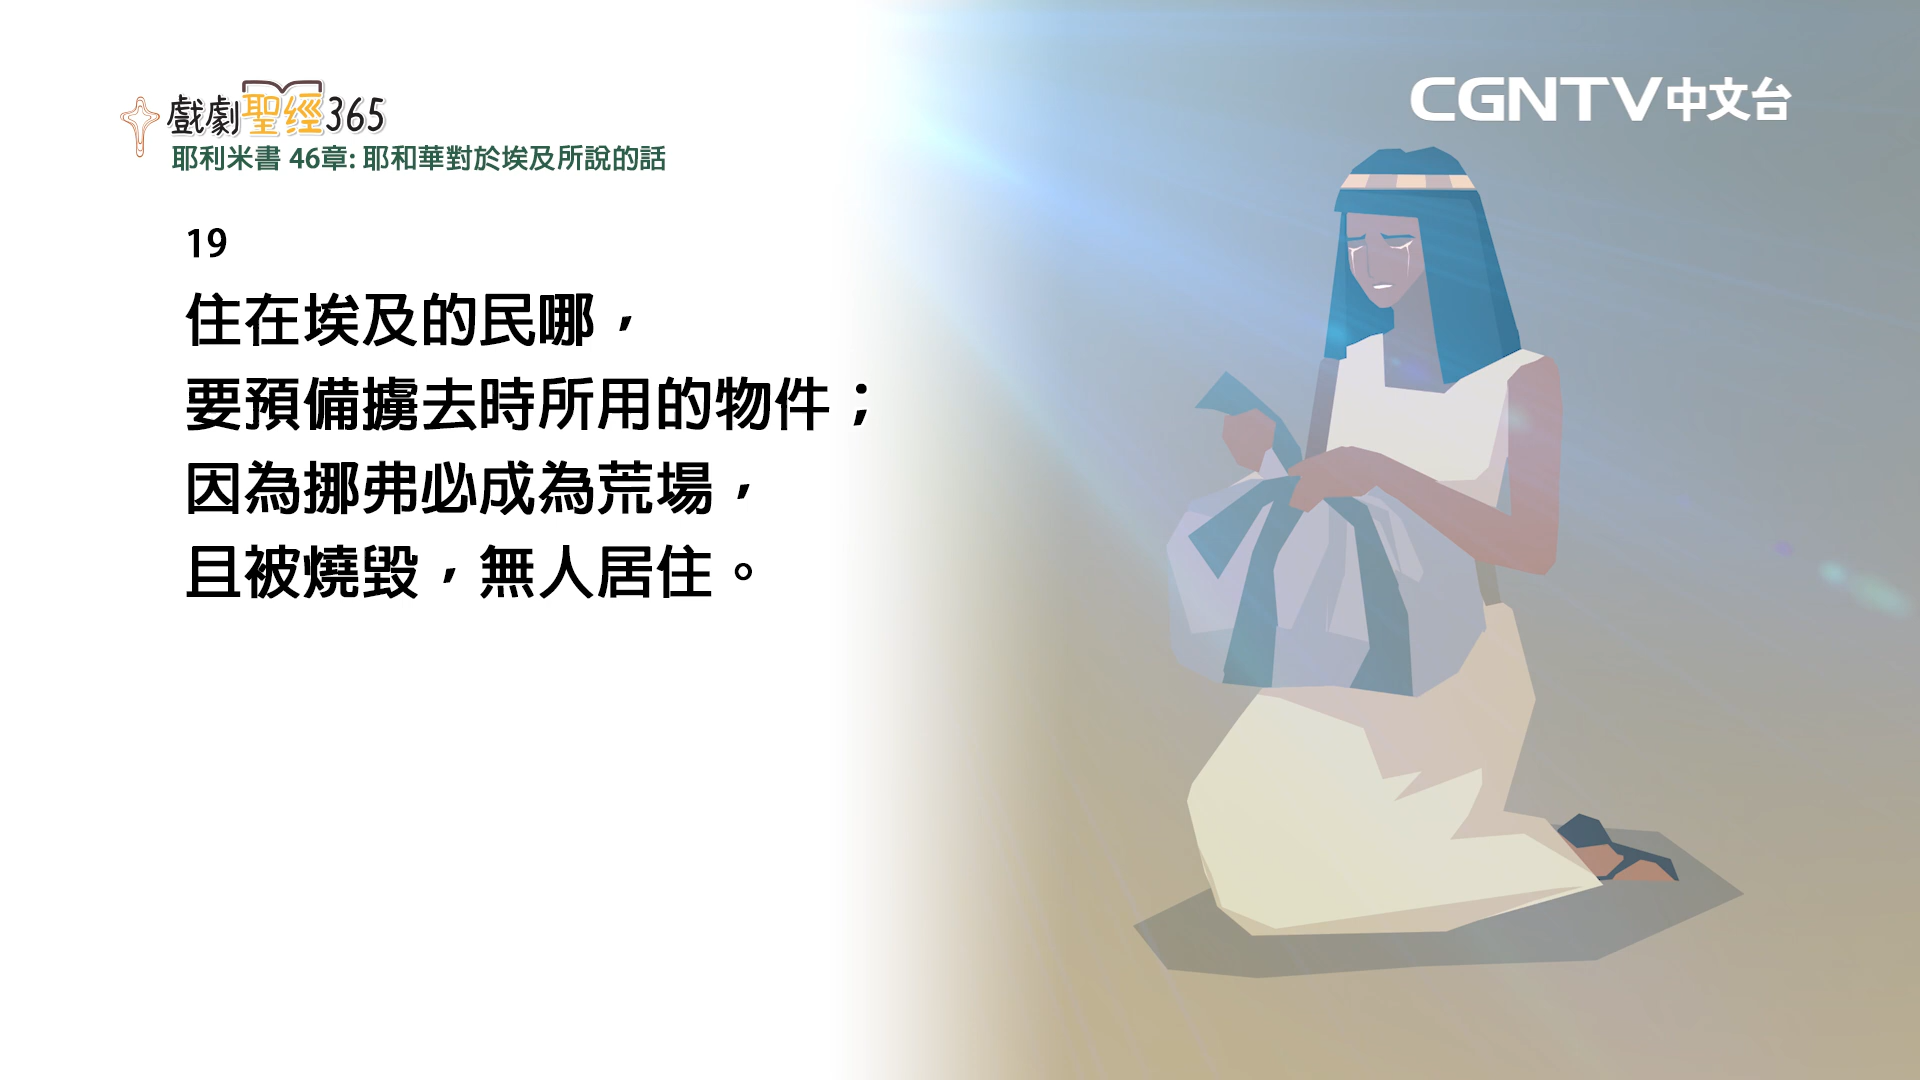 戲劇聖經365
CGNTV中文台
耶利米書 46章: 耶和華對於埃及所說的話
19
住在埃及的民哪，
要預備擄去時所用的物件；
因為挪弗必成為荒場，
且被燒毀，無人居住。